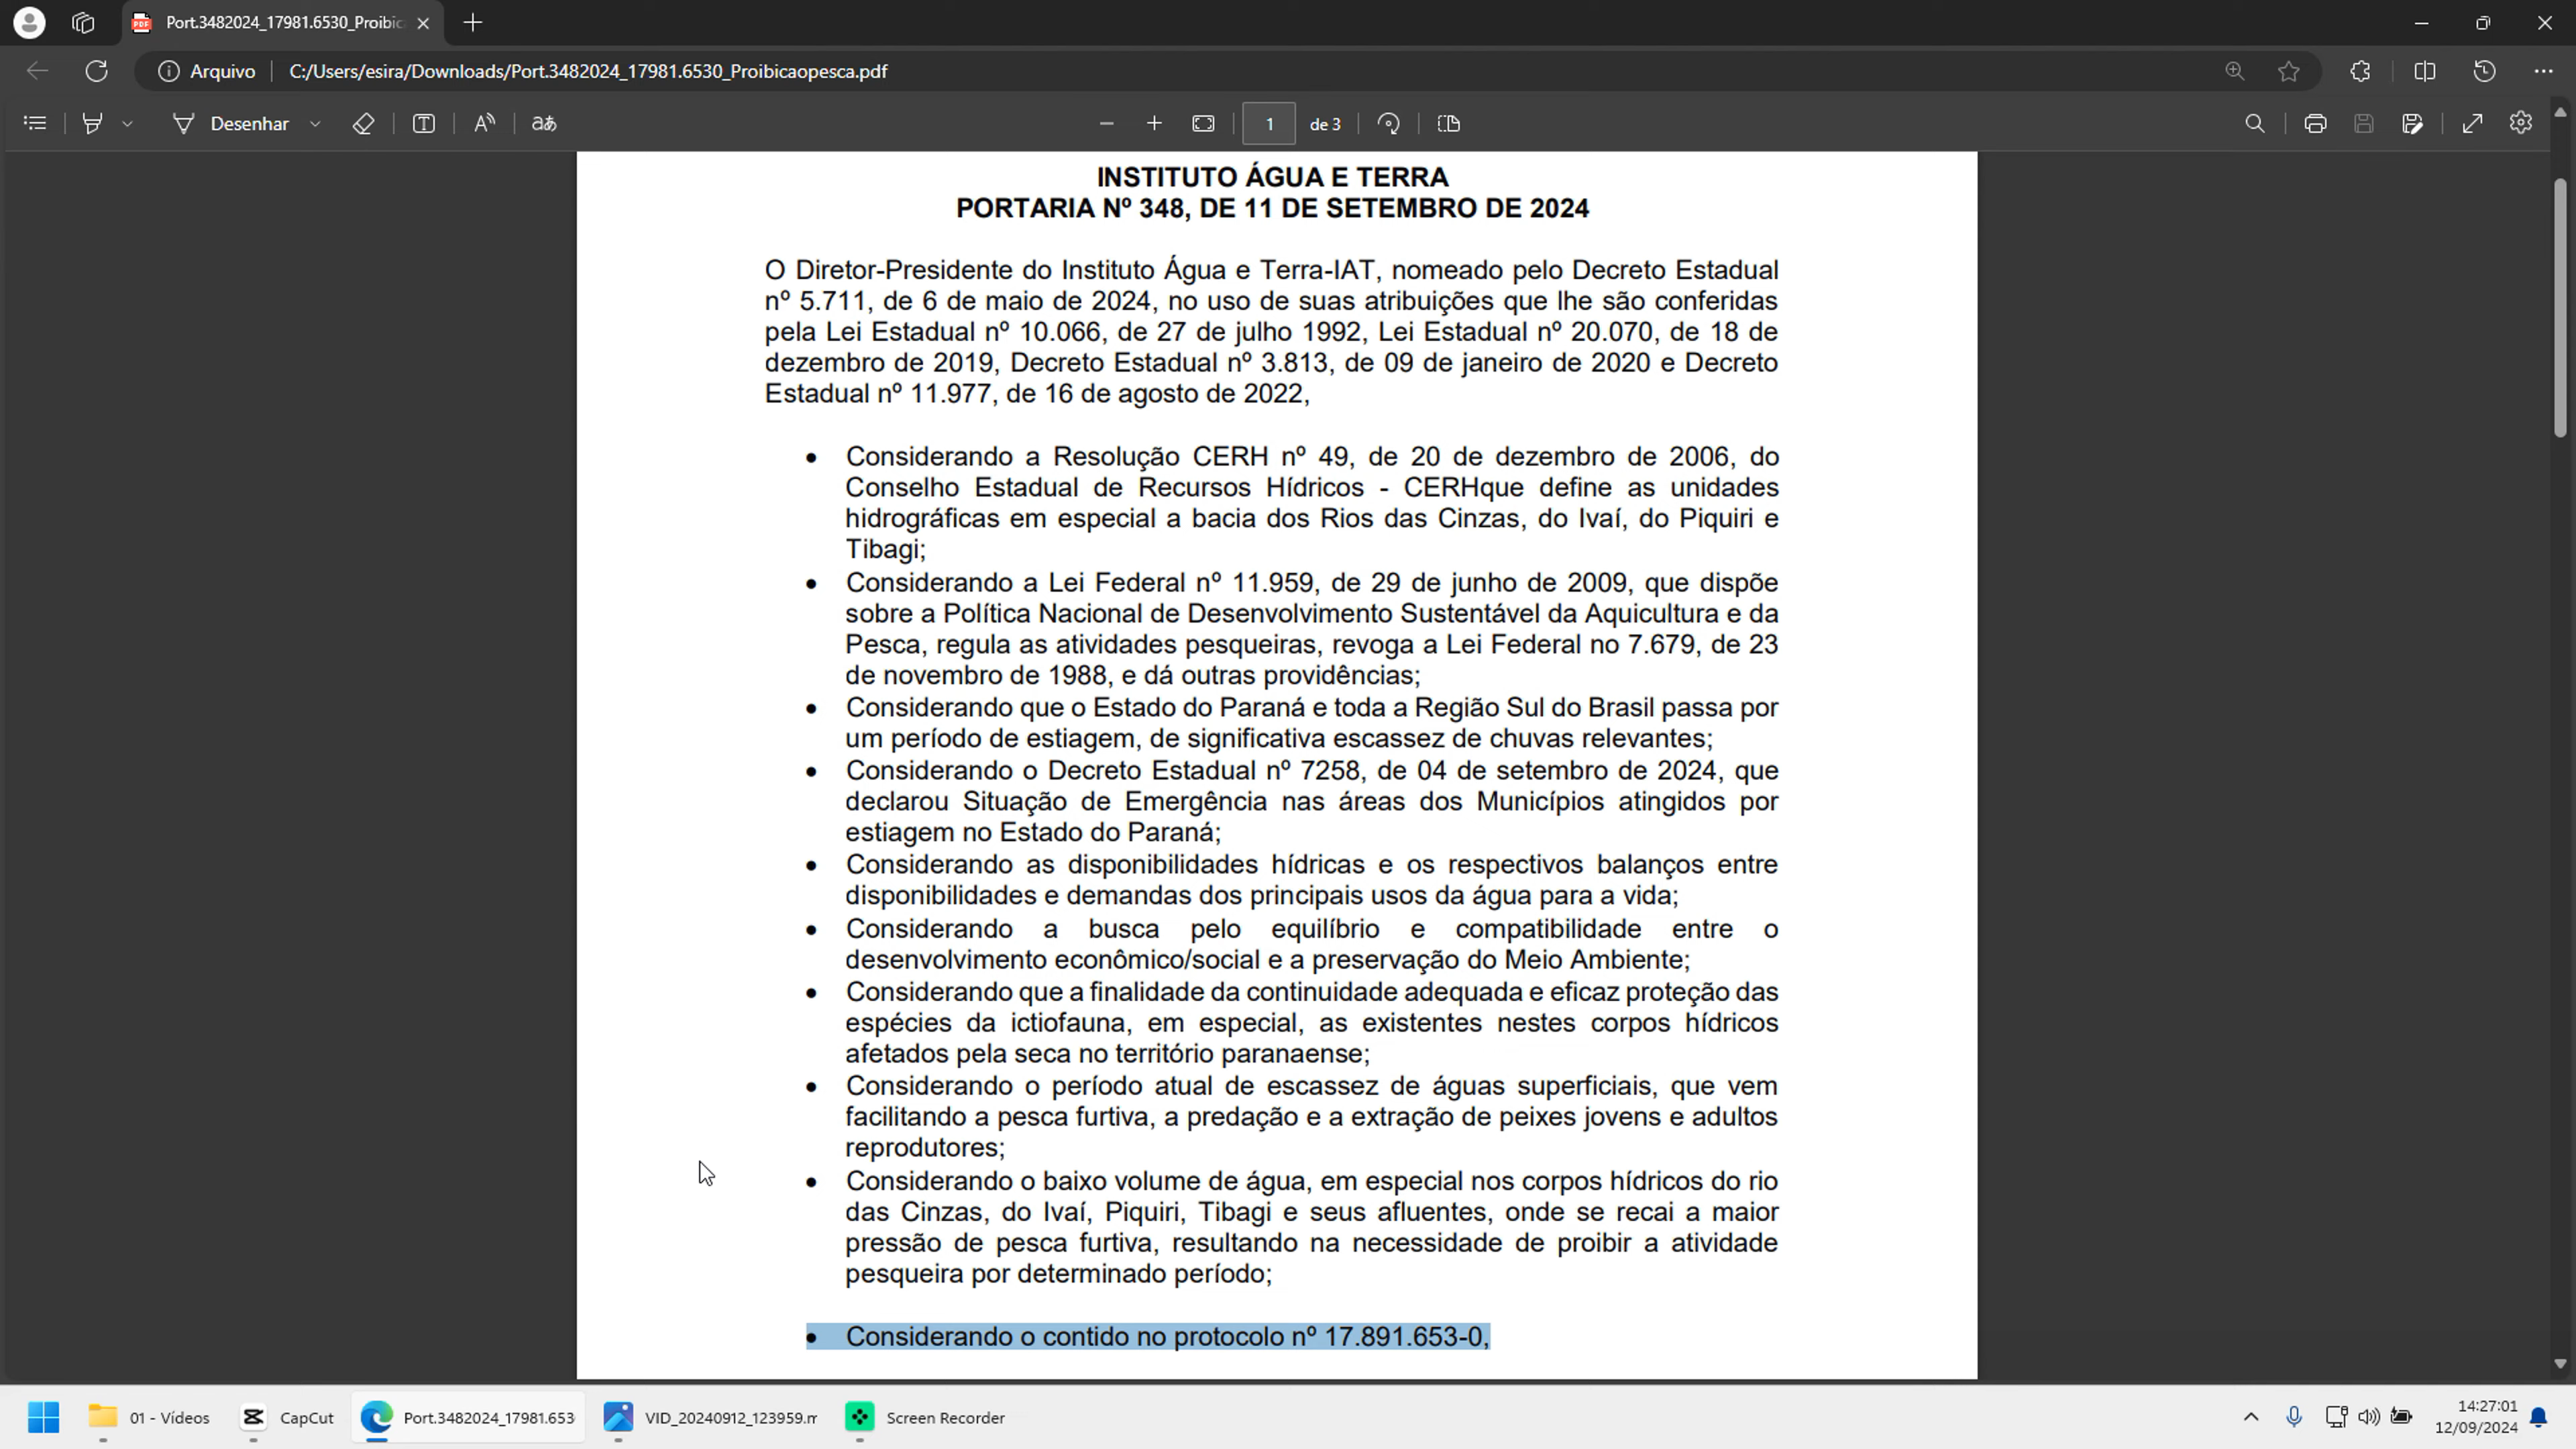 Port.3482024_17981.6530_Proibic
Arquivo
C:/Users/esira/Downloads/Port.3482024_17981.6530_Proibicaopesca.pdf
Desenhar
1
de 3
INSTITUTO ÁGUA E TERRA
PORTARIA Nº 348, DE 11 DE SETEMBRO DE 2024
O Diretor-Presidente do Instituto Água e Terra-IAT, nomeado pelo Decreto Estadual
nº 5.711, de 6 de maio de 2024, no uso de suas atribuições que lhe são conferidas
pela Lei Estadual nº 10.066, de 27 de julho 1992, Lei Estadual nº 20.070, de 18 de
dezembro de 2019, Decreto Estadual nº 3.813, de 09 de janeiro de 2020 e Decreto
Estadual nº 11.977, de 16 de agosto de 2022,
• Considerando a Resolução CERH nº 49, de 20 de dezembro de 2006, do
Conselho Estadual de Recursos Hídricos - CERHque define as unidades
hidrográficas em especial a bacia dos Rios das Cinzas, do Ivaí, do Piquiri e
Tibagi;
• Considerando a Lei Federal nº 11.959, de 29 de junho de 2009, que dispõe
sobre a Política Nacional de Desenvolvimento Sustentável da Aquicultura e da
Pesca, regula as atividades pesqueiras, revoga a Lei Federal no 7.679, de 23
de novembro de 1988, e dá outras providências;
• Considerando que o Estado do Paraná e toda a Região Sul do Brasil passa por
um período de estiagem, de significativa escassez de chuvas relevantes;
• Considerando o Decreto Estadual nº 7258, de 04 de setembro de 2024, que
declarou Situação de Emergência nas áreas dos Municípios atingidos por
estiagem no Estado do Paraná;
• Considerando as disponibilidades hídricas e os respectivos balanços entre
disponibilidades e demandas dos principais usos da água para a vida;
• Considerando a busca pelo equilíbrio e compatibilidade entre o
desenvolvimento econômico/social e a preservação do Meio Ambiente;
• Considerando que a finalidade da continuidade adequada e eficaz proteção das
espécies da ictiofauna, em especial, as existentes nestes corpos hídricos
afetados pela seca no território paranaense;
• Considerando o período atual de escassez de águas superficiais, que vem
facilitando a pesca furtiva, a predação e a extração de peixes jovens e adultos
reprodutores;
• Considerando o baixo volume de água, em especial nos corpos hídricos do rio
das Cinzas, do Ivaí, Piquiri, Tibagi e seus afluentes, onde se recai a maior
pressão de pesca furtiva, resultando na necessidade de proibir a atividade
pesqueira por determinado período;
• Considerando o contido no protocolo nº 17.891.653-0,
01 - Vídeos
CapCut
Port.3482024_17981.653
VID_20240912_123959.m
Screen Recorder
14:27:01
12/09/2024